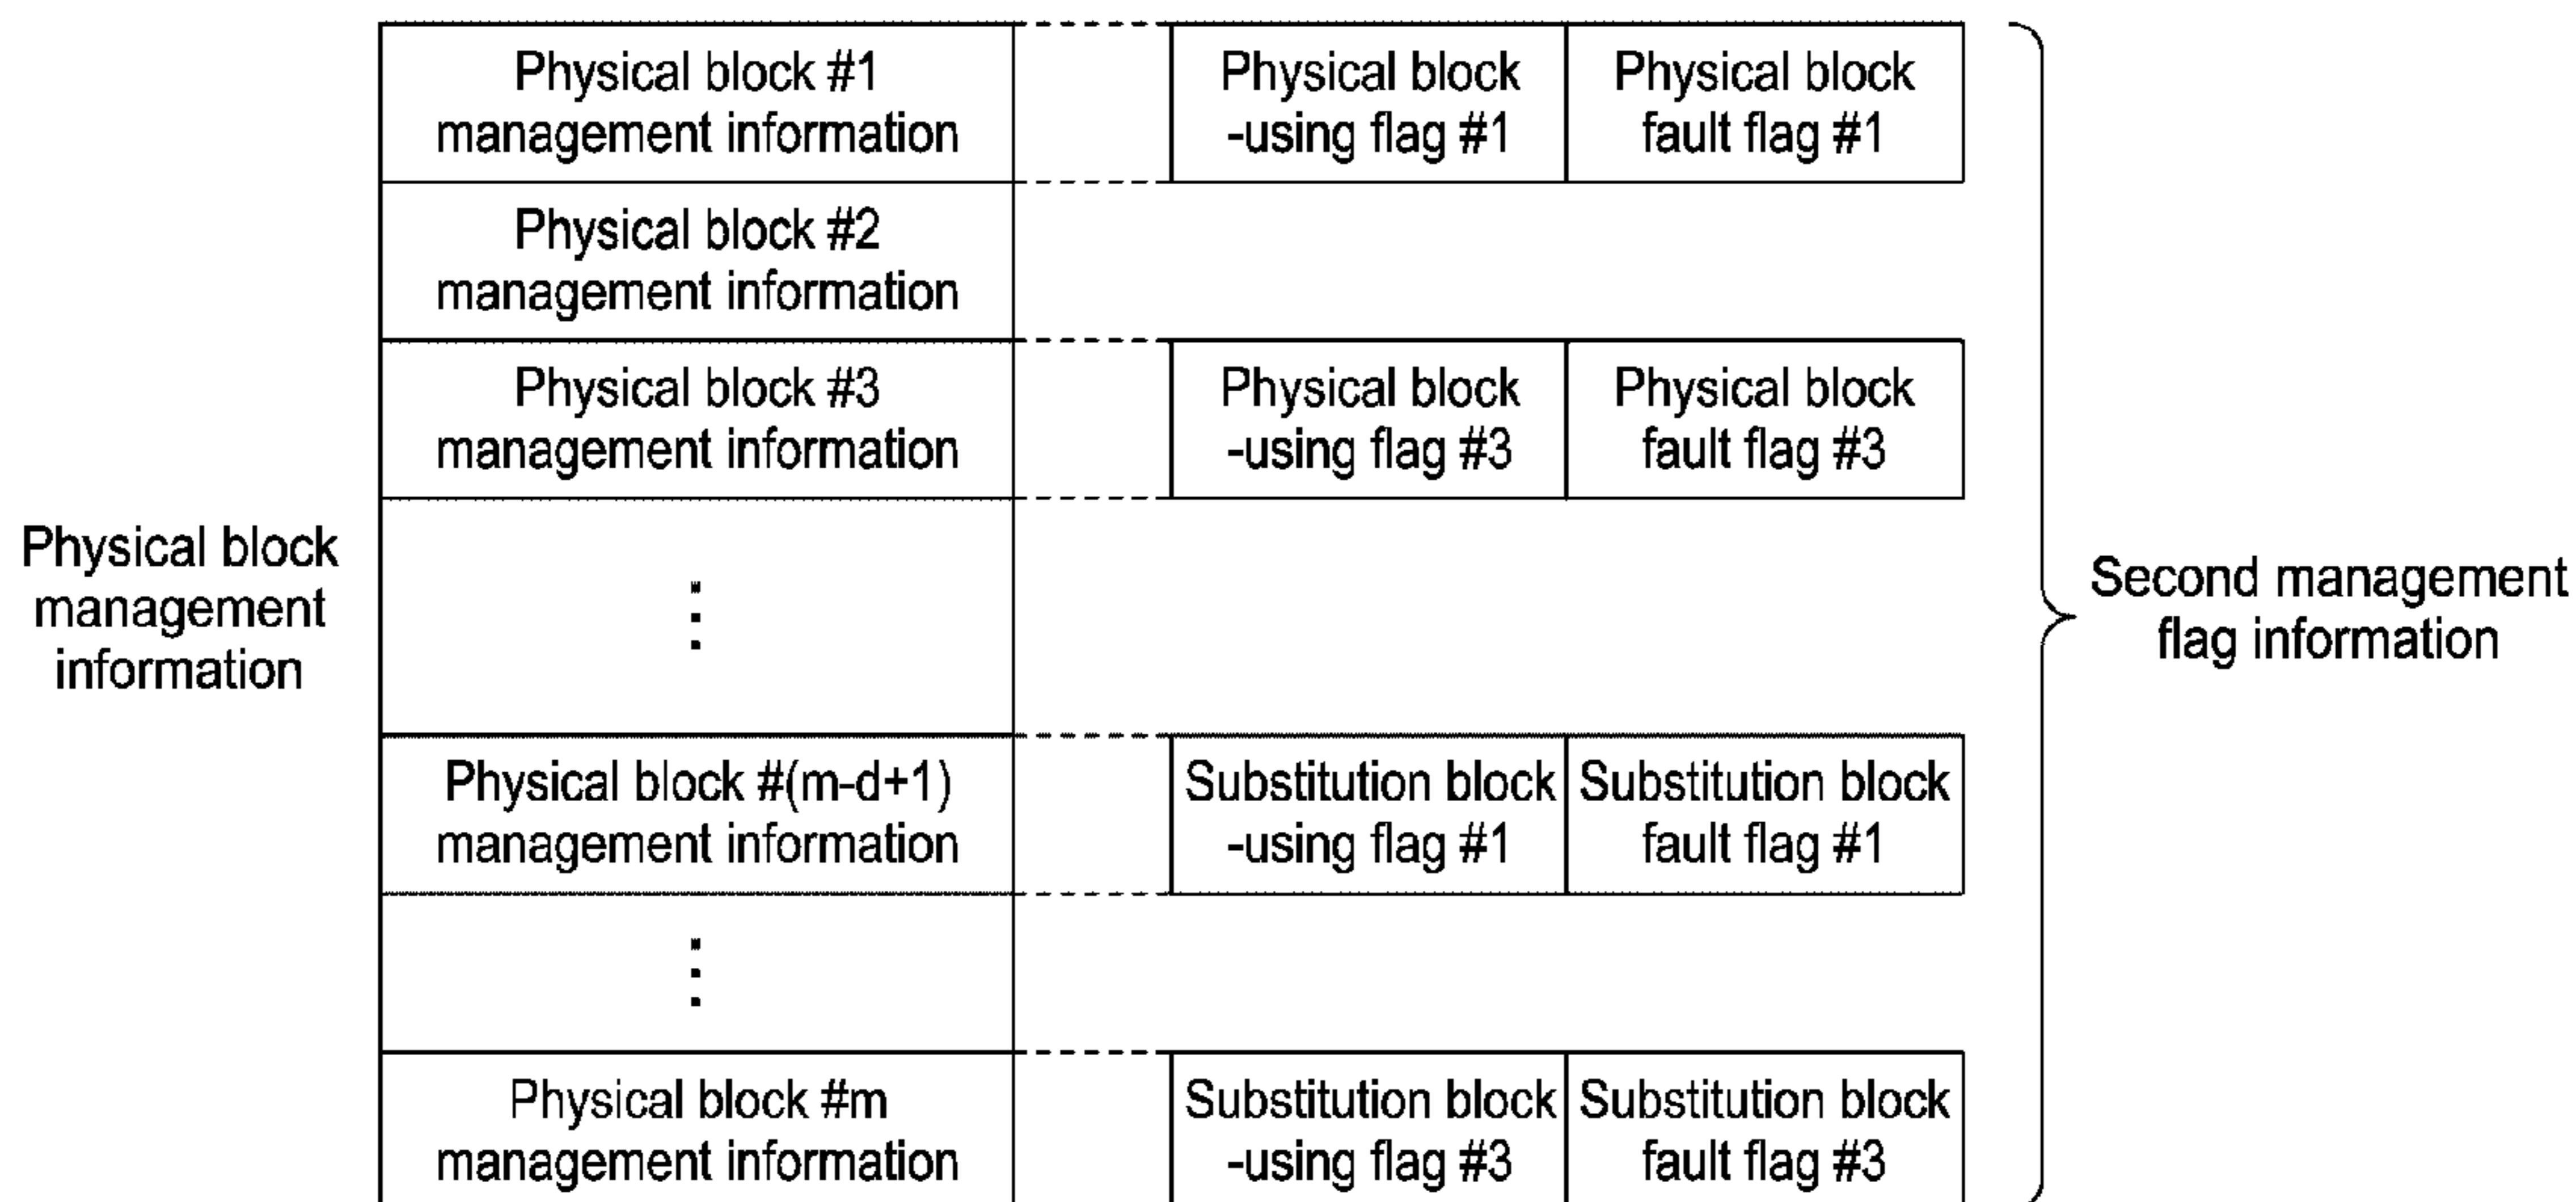 Physical block #1
management information
Physical block
-using flag #1
Physical block
fault flag #1
Physical block #2
management information
Physical block #3
management information
Physical block
-using flag #3
Physical block
fault flag #3
Physical block
management
information
⋮
Second management
flag information
Physical block #(m-d+1)
management information
Substitution block
-using flag #1
Substitution block
fault flag #1
⋮
Physical block #m
management information
Substitution block
-using flag #3
Substitution block
fault flag #3